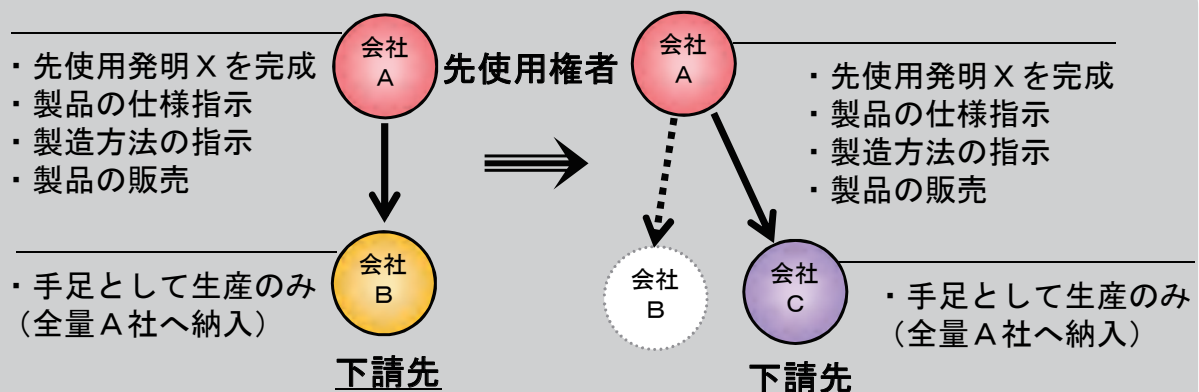 会社
A
・先使用発明Xを完成
・製品の仕様指示
・製造方法の指示
・製品の販売
先使用権者
会社
B
・手足として生産のみ
（全量A社へ納入）
下請先
会社
A
・先使用発明Xを完成
・製品の仕様指示
・製造方法の指示
・製品の販売
会社
B
会社
C
・手足として生産のみ
（全量A社へ納入）
下請先